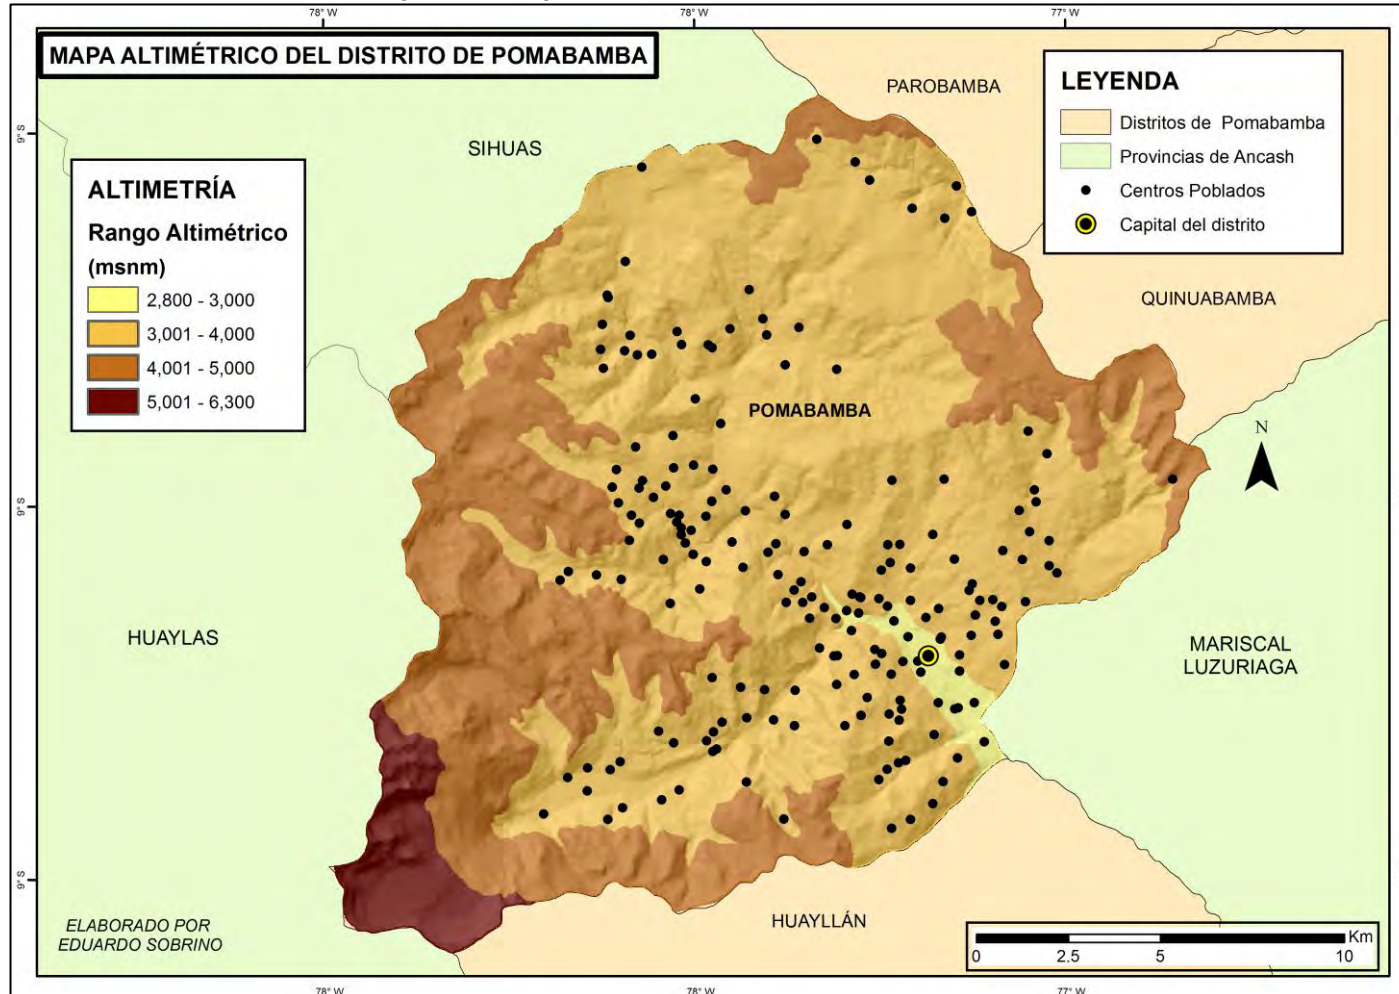 78° W 78° W 77° W
MAPA ALTIMÉTRICO DEL DISTRITO DE POMABAMBA
PAROBAMBA
LEYENDA
Distritos de Pomabamba
Provincias de Ancash
Centros Poblados
Capital del distrito
9° S
SIHUAS
ALTIMETRÍA
Rango Altimétrico
(msnm)
2,800 - 3,000
3,001 - 4,000
4,001 - 5,000
5,001 - 6,300
QUINUABAMBA
POMABAMBA
N
9° S
HUAYLAS
MARISCAL
LUZURIAGA
9° S
ELABORADO POR
EDUARDO SOBRINO
HUAYLLÁN
Km
0 2.5 5 10
78° W 78° W 77° W